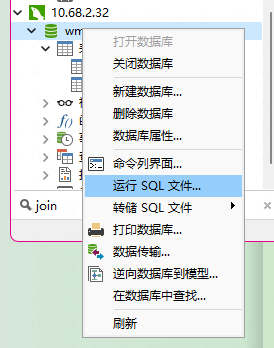 10.68.2.32
wm
打开数据库
关闭数据库
新建数据库...
删除数据库
数据库属性...
命令列界面...
运行 SQL 文件...
转储 SQL 文件
打印数据库...
数据传输...
逆向数据库到模型...
在数据库中查找...
刷新
join